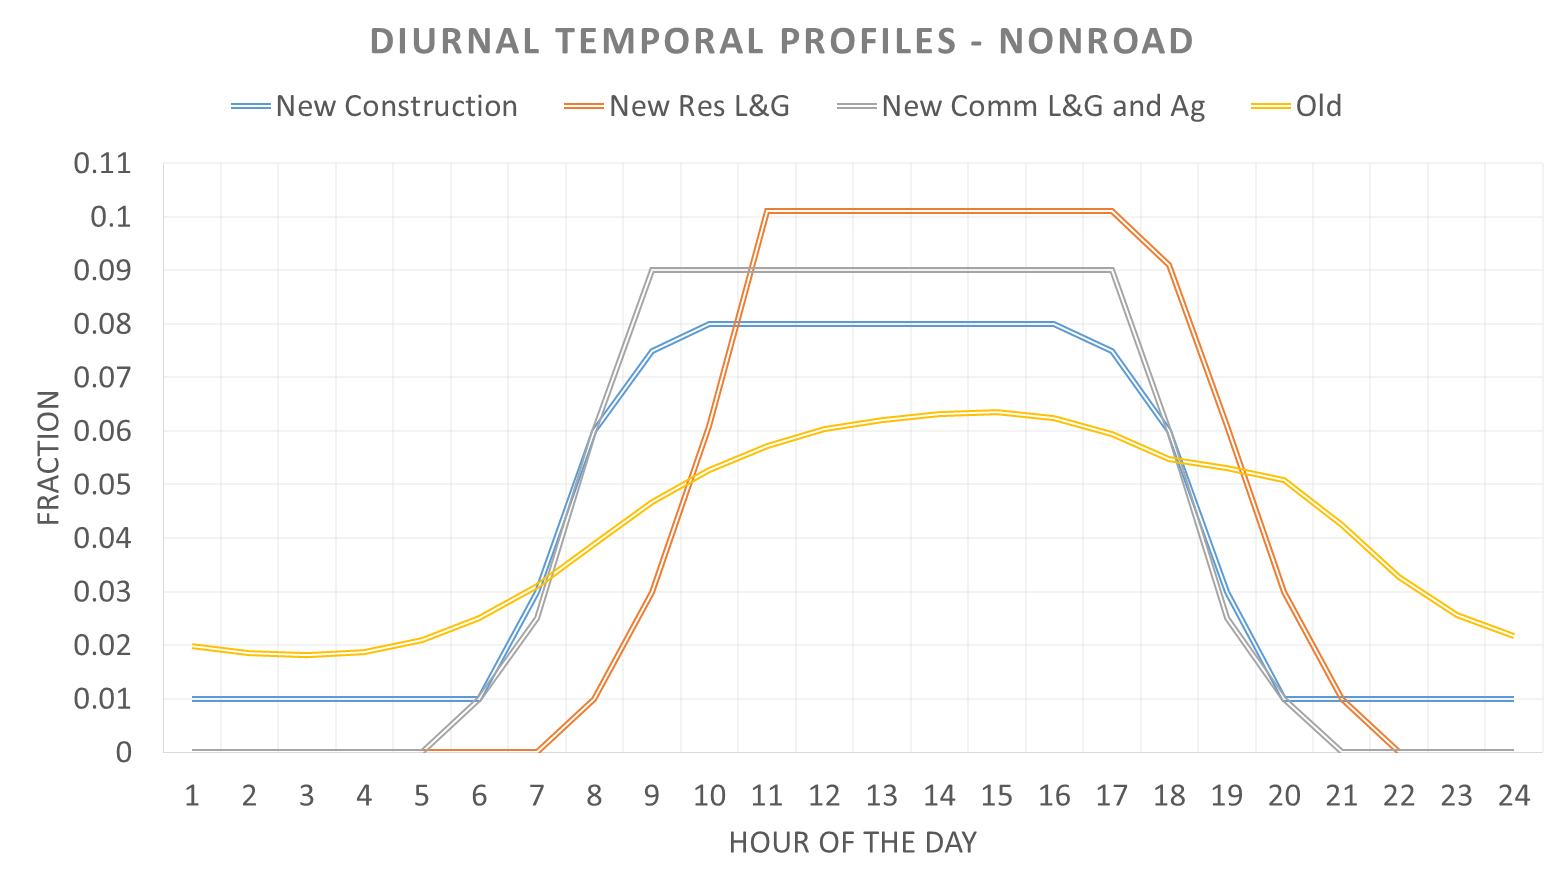 DIURNAL TEMPORAL PROFILES - NONROAD
New Construction New Res L&G New Comm L&G and Ag Old
0.11
0.1
0.09
0.08
0.07
0.06
0.05
0.04
0.03
0.02
0.01
0
FRACTION
1 2 3 4 5 6 7 8 9 10 11 12 13 14 15 16 17 18 19 20 21 22 23 24
HOUR OF THE DAY